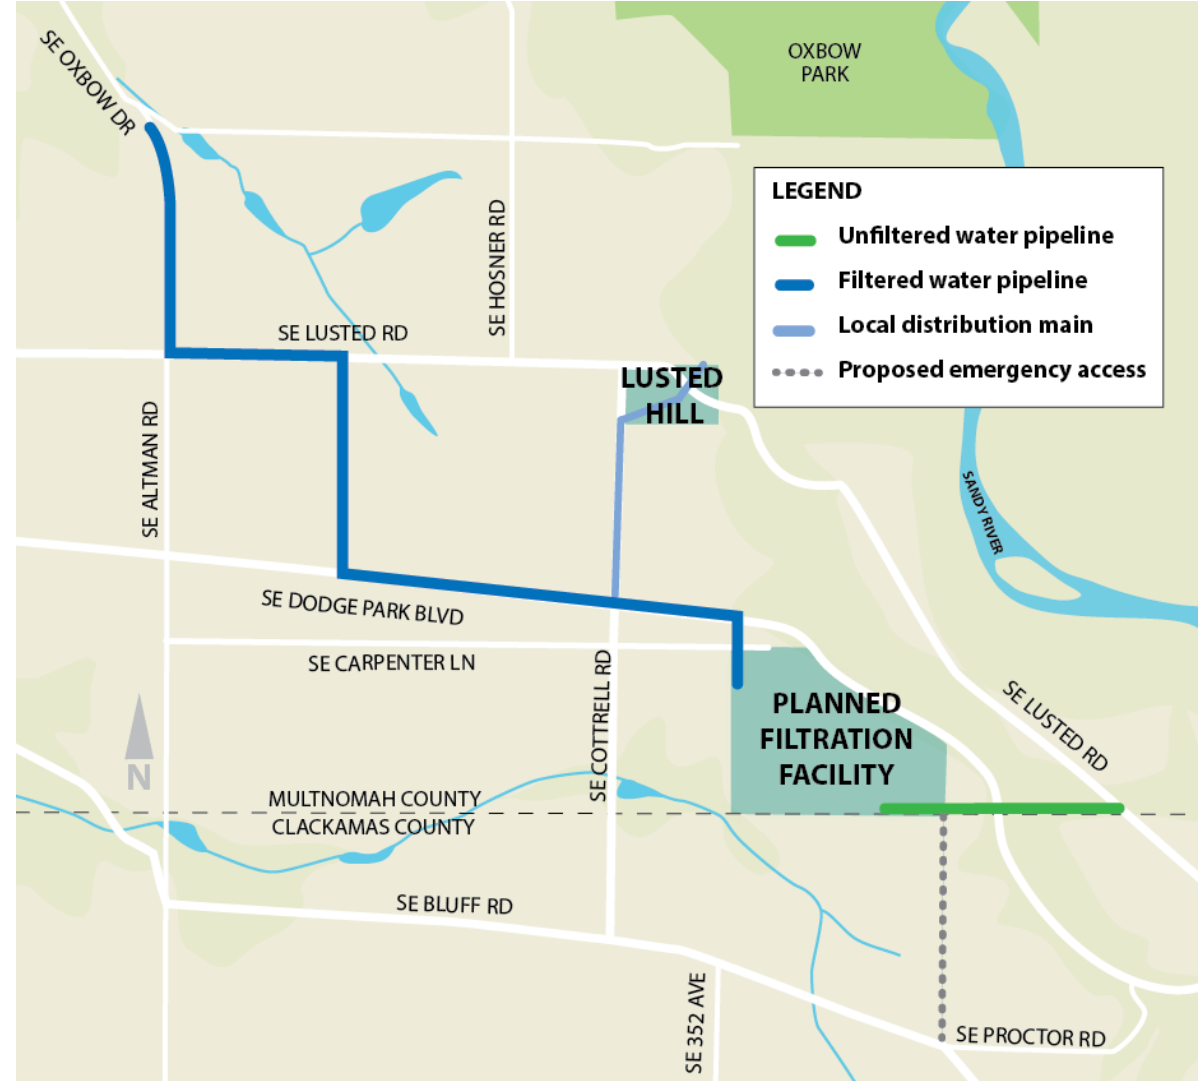 SE OXBOW DR
OXBOW
PARK
LEGEND
Unfiltered water pipeline
Filtered water pipeline
Local distribution main
Proposed emergency access
SE HOSNER RD
SE LUSTED RD
LUSTED
HILL
SE ALTMAN RD
SANDY RIVER
SE DODGE PARK BLVD
SE CARPENTER LN
SE COTTRELL RD
PLANNED
FILTRATION
FACILITY
SE LUSTED RD
N
MULTNOMAH COUNTY
CLACKAMAS COUNTY
SE BLUFF RD
SE 352 AVE
SE PROCTOR RD